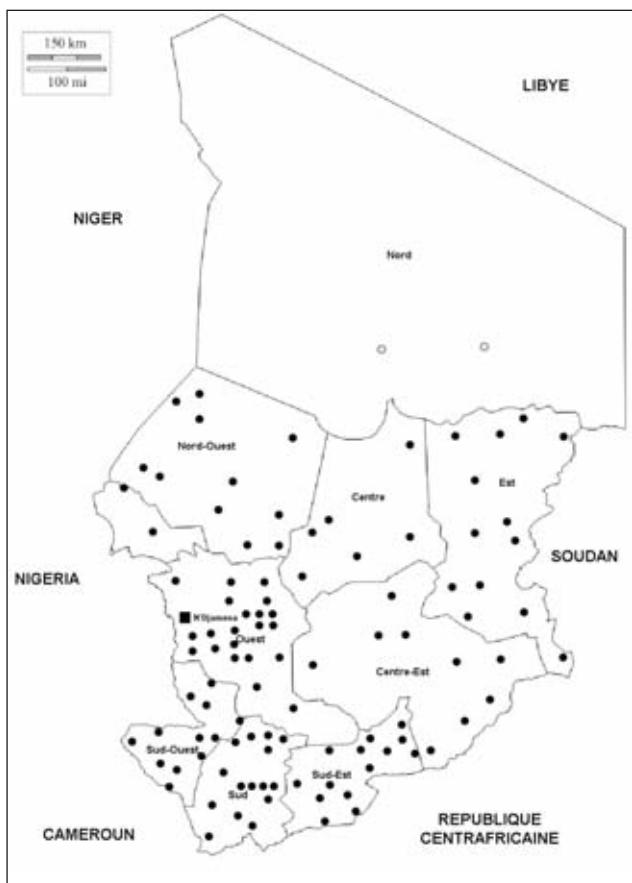 150 km
100 mi
LIBYE
NIGER
Nord
Nord-Ouest
Centre
Est
SOUDAN
NIGERIA
N'Djamena
Ouest
Centre-Est
Sud-Ouest
Sud-Est
Sud
CAMEROUN
REPUBLIQUE
CENTRAFRICAINE